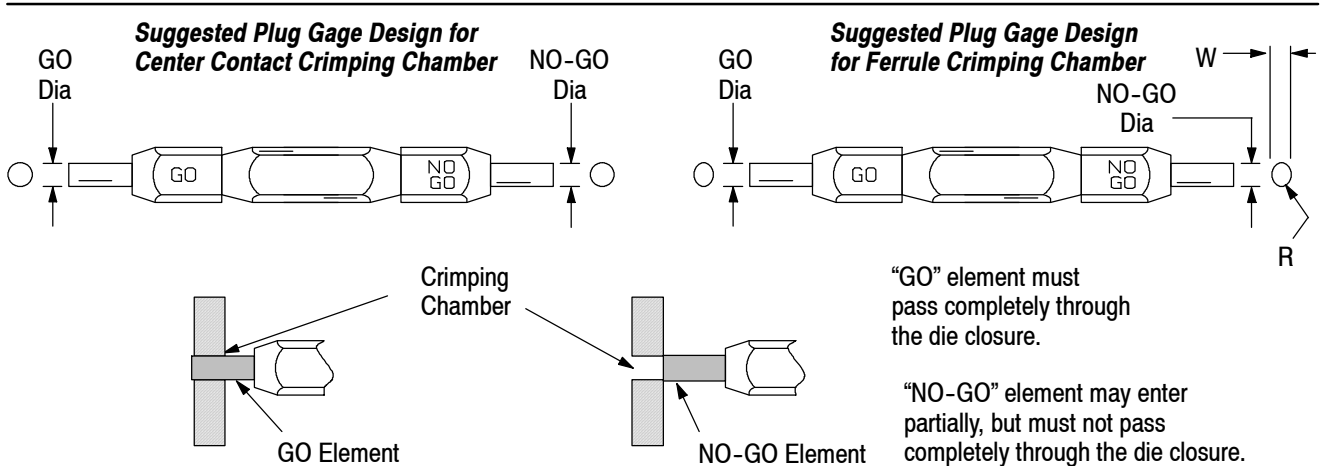 Suggested Plug Gage Design for
Center Contact Crimping Chamber
GO
Dia
NO-GO
Dia
GO
NO
GO
Suggested Plug Gage Design
for Ferrule Crimping Chamber
GO
Dia
NO-GO
Dia
W
GO
NO
GO
R
Crimping
Chamber
GO Element
NO-GO Element
“GO” element must
pass completely through
the die closure.
“NO-GO” element may enter
partially, but must not pass
completely through the die closure.